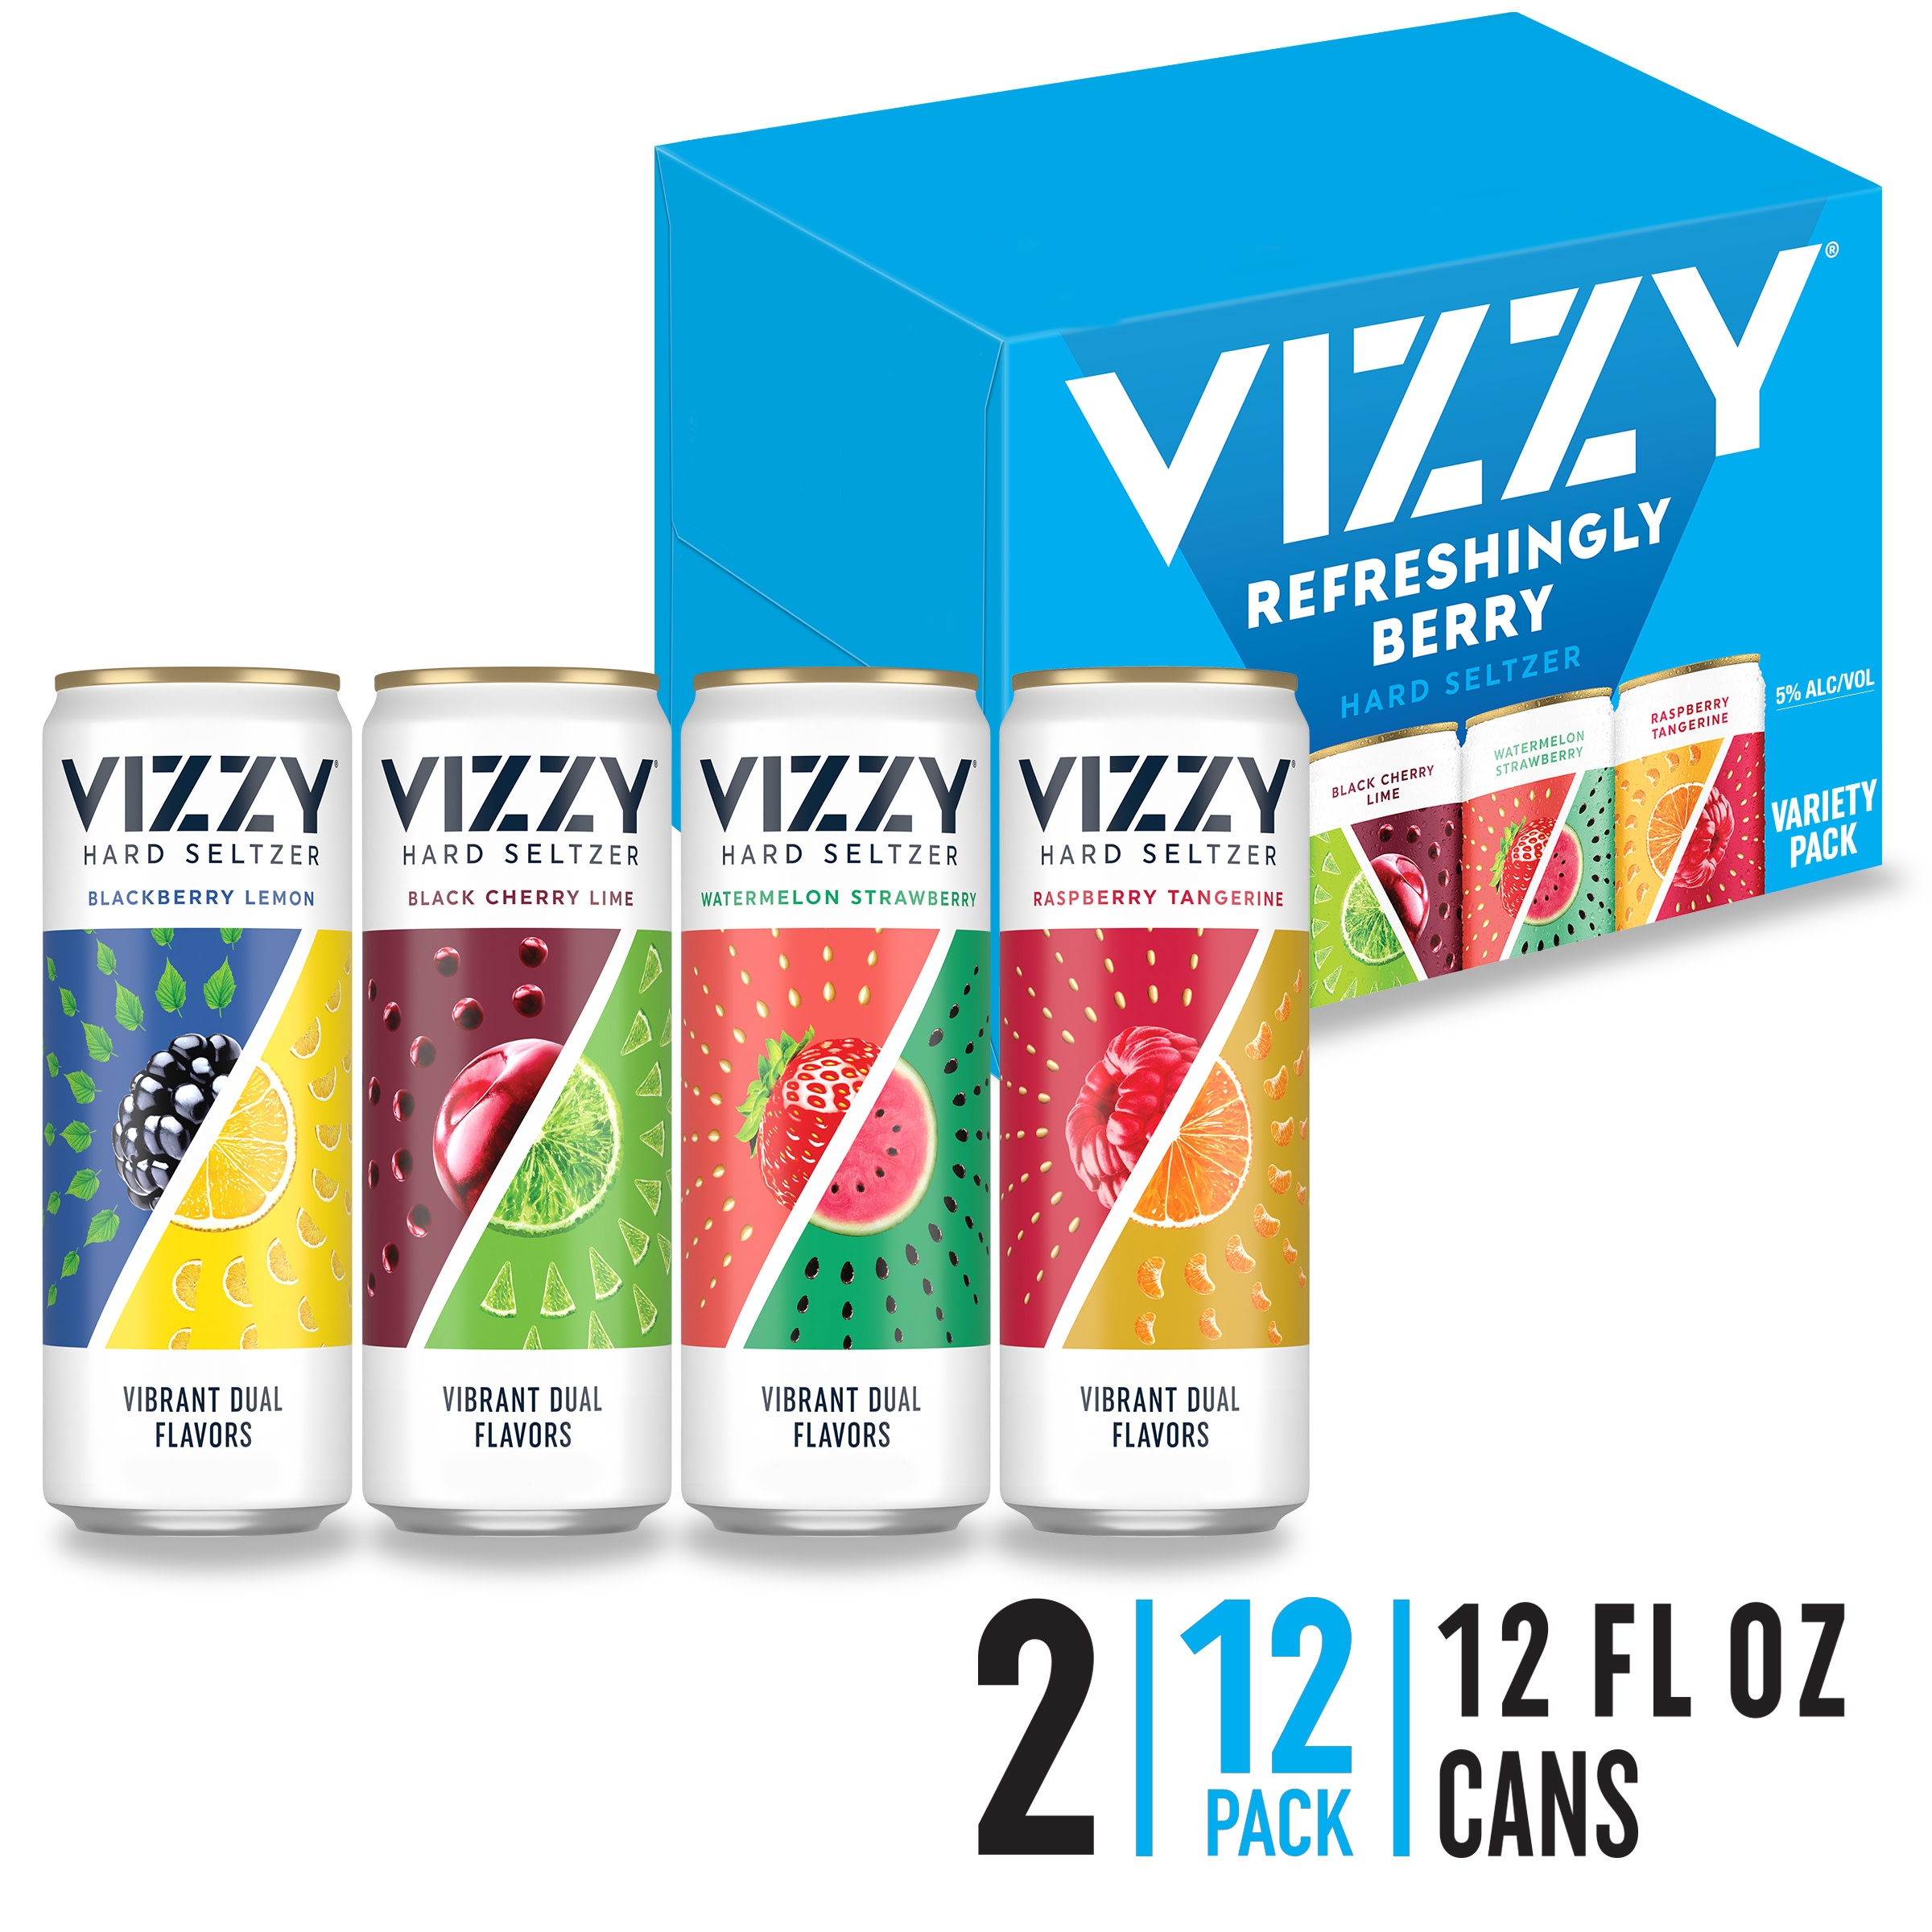 VIZZY®
REFRESHINGLY
BERRY
HARD SELTZER
5% ALC/VOL
BLACK CHERRY
LIME
WATERMELON
STRAWBERRY
RASPBERRY
TANGERINE
VARIETY
PACK
VIZZY
HARD SELTZER
BLACKBERRY LEMON
VIBRANT DUAL
FLAVORS
VIZZY
HARD SELTZER
BLACK CHERRY LIME
VIBRANT DUAL
FLAVORS
VIZZY
HARD SELTZER
WATERMELON STRAWBERRY
VIBRANT DUAL
FLAVORS
VIZZY
HARD SELTZER
RASPBERRY TANGERINE
VIBRANT DUAL
FLAVORS
2
12
PACK
12 FL OZ
CANS